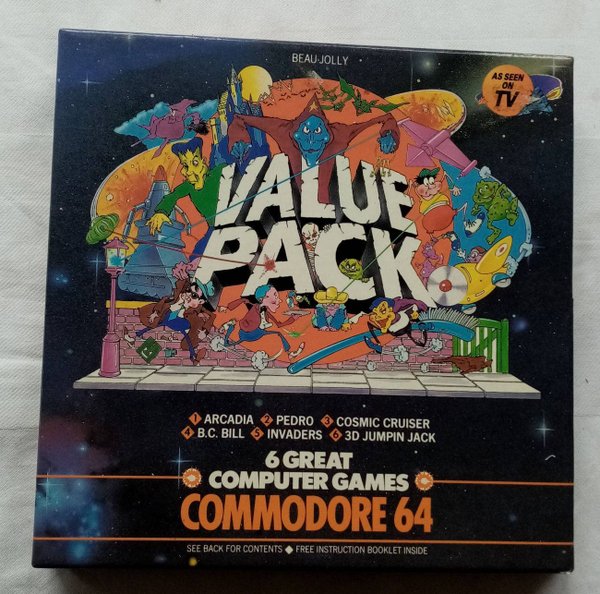 BEAU-JOLLY
AS SEEN
ON
TV
VALUE
PACK
1 ARCADIA 2 PEDRO 3 COSMIC CRUISER
4 B.C. BILL 5 INVADERS 6 3D JUMPIN JACK
6 GREAT
COMPUTER GAMES
COMMODORE 64
SEE BACK FOR CONTENTS ◆ FREE INSTRUCTION BOOKLET INSIDE